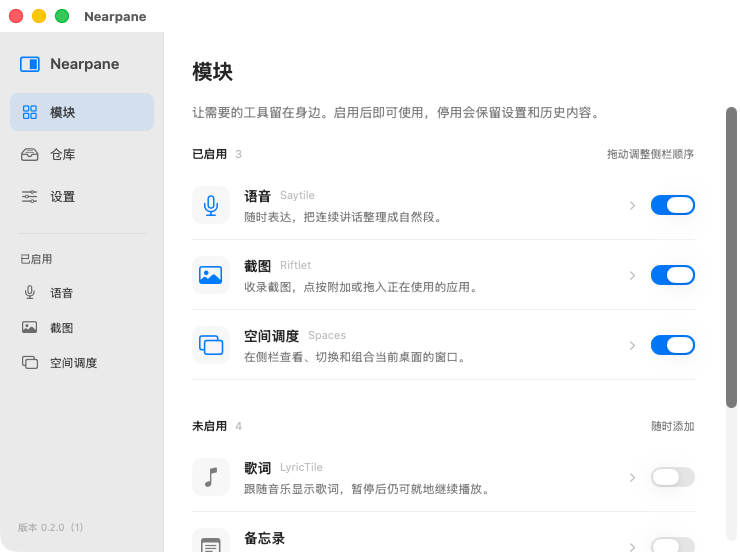 Nearpane
Nearpane
模块
仓库
设置
已启用
语音
截图
空间调度
版本 0.2.0（1）
模块
让需要的工具留在身边。启用后即可使用，停用会保留设置和历史内容。
已启用 3
拖动调整侧栏顺序
语音 Saytile
随时表达，把连续讲话整理成自然段。
截图 Riftlet
收录截图，点按附加或拖入正在使用的应用。
空间调度 Spaces
在侧栏查看、切换和组合当前桌面的窗口。
未启用 4
随时添加
歌词 LyricTile
跟随音乐显示歌词，暂停后仍可就地继续播放。
备忘录